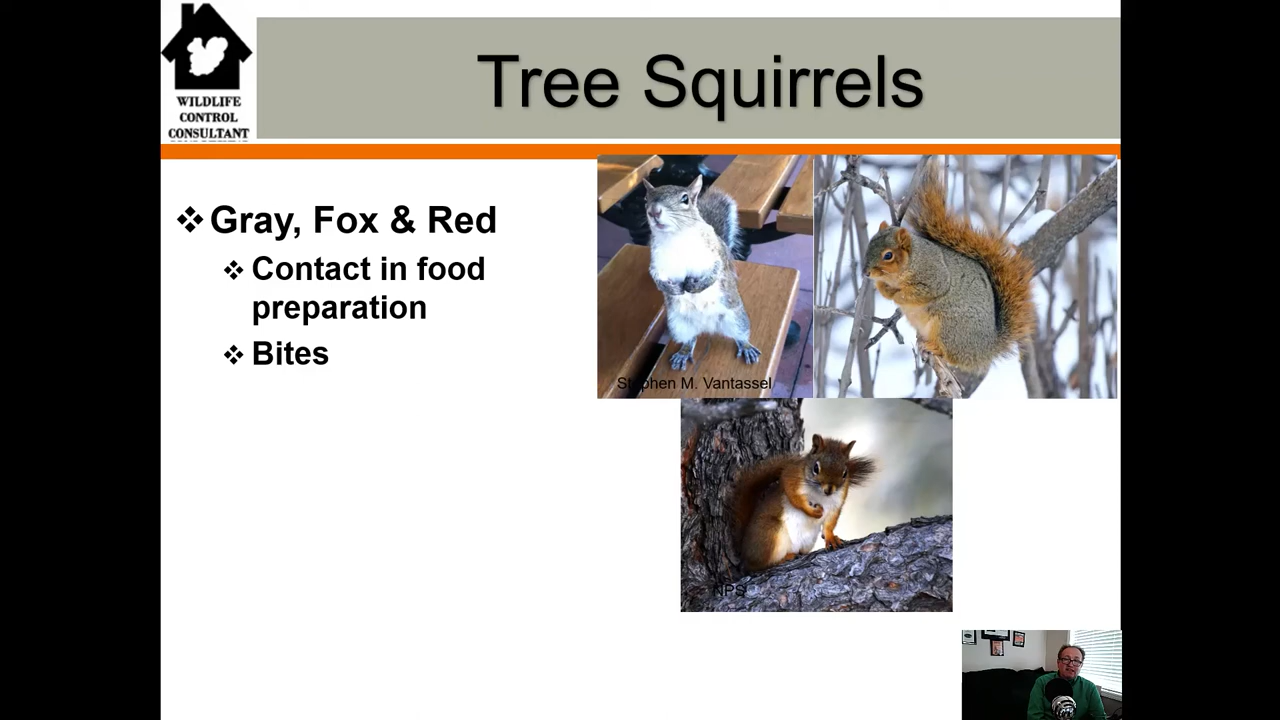 WILDLIFE
CONTROL
CONSULTANT
Tree Squirrels
Gray, Fox & Red
Contact in food
preparation
Bites
Stephen M. Vantassel
NPS